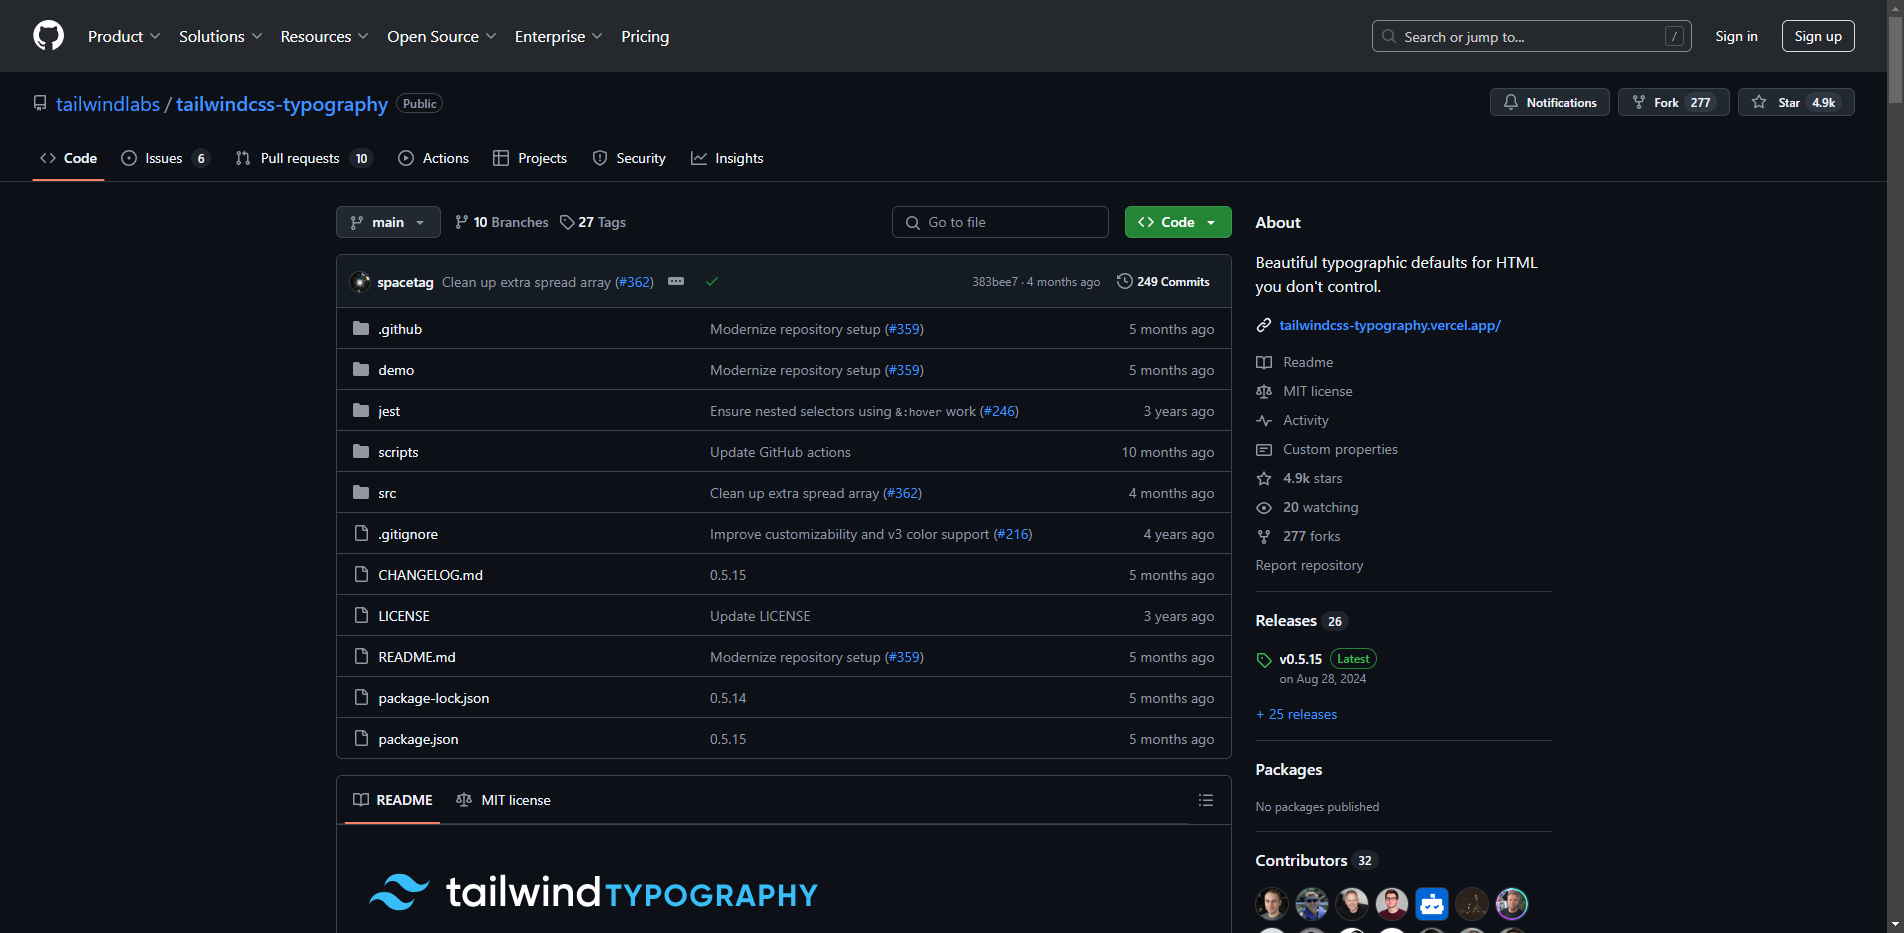 Product Solutions Resources Open Source Enterprise Pricing Search or jump to... / Sign in Sign up
tailwindlabs / tailwindcss-typography Public Notifications Fork 277 Star 4.9k
Code Issues 6 Pull requests 10 Actions Projects Security Insights
main 10 Branches 27 Tags Go to file Code
spacetag Clean up extra spread array (#362) 383bee7 · 4 months ago 249 Commits
.github Modernize repository setup (#359) 5 months ago
demo Modernize repository setup (#359) 5 months ago
jest Ensure nested selectors using &:hover work (#246) 3 years ago
scripts Update GitHub actions 10 months ago
src Clean up extra spread array (#362) 4 months ago
.gitignore Improve customizability and v3 color support (#216) 4 years ago
CHANGELOG.md 0.5.15 5 months ago
LICENSE Update LICENSE 3 years ago
README.md Modernize repository setup (#359) 5 months ago
package-lock.json 0.5.14 5 months ago
package.json 0.5.15 5 months ago
README MIT license
tailwind TYPOGRAPHY
About
Beautiful typographic defaults for HTML
you don't control.
tailwindcss-typography.vercel.app/
Readme
MIT license
Activity
Custom properties
4.9k stars
20 watching
277 forks
Report repository
Releases 26
v0.5.15 Latest
on Aug 28, 2024
+ 25 releases
Packages
No packages published
Contributors 32